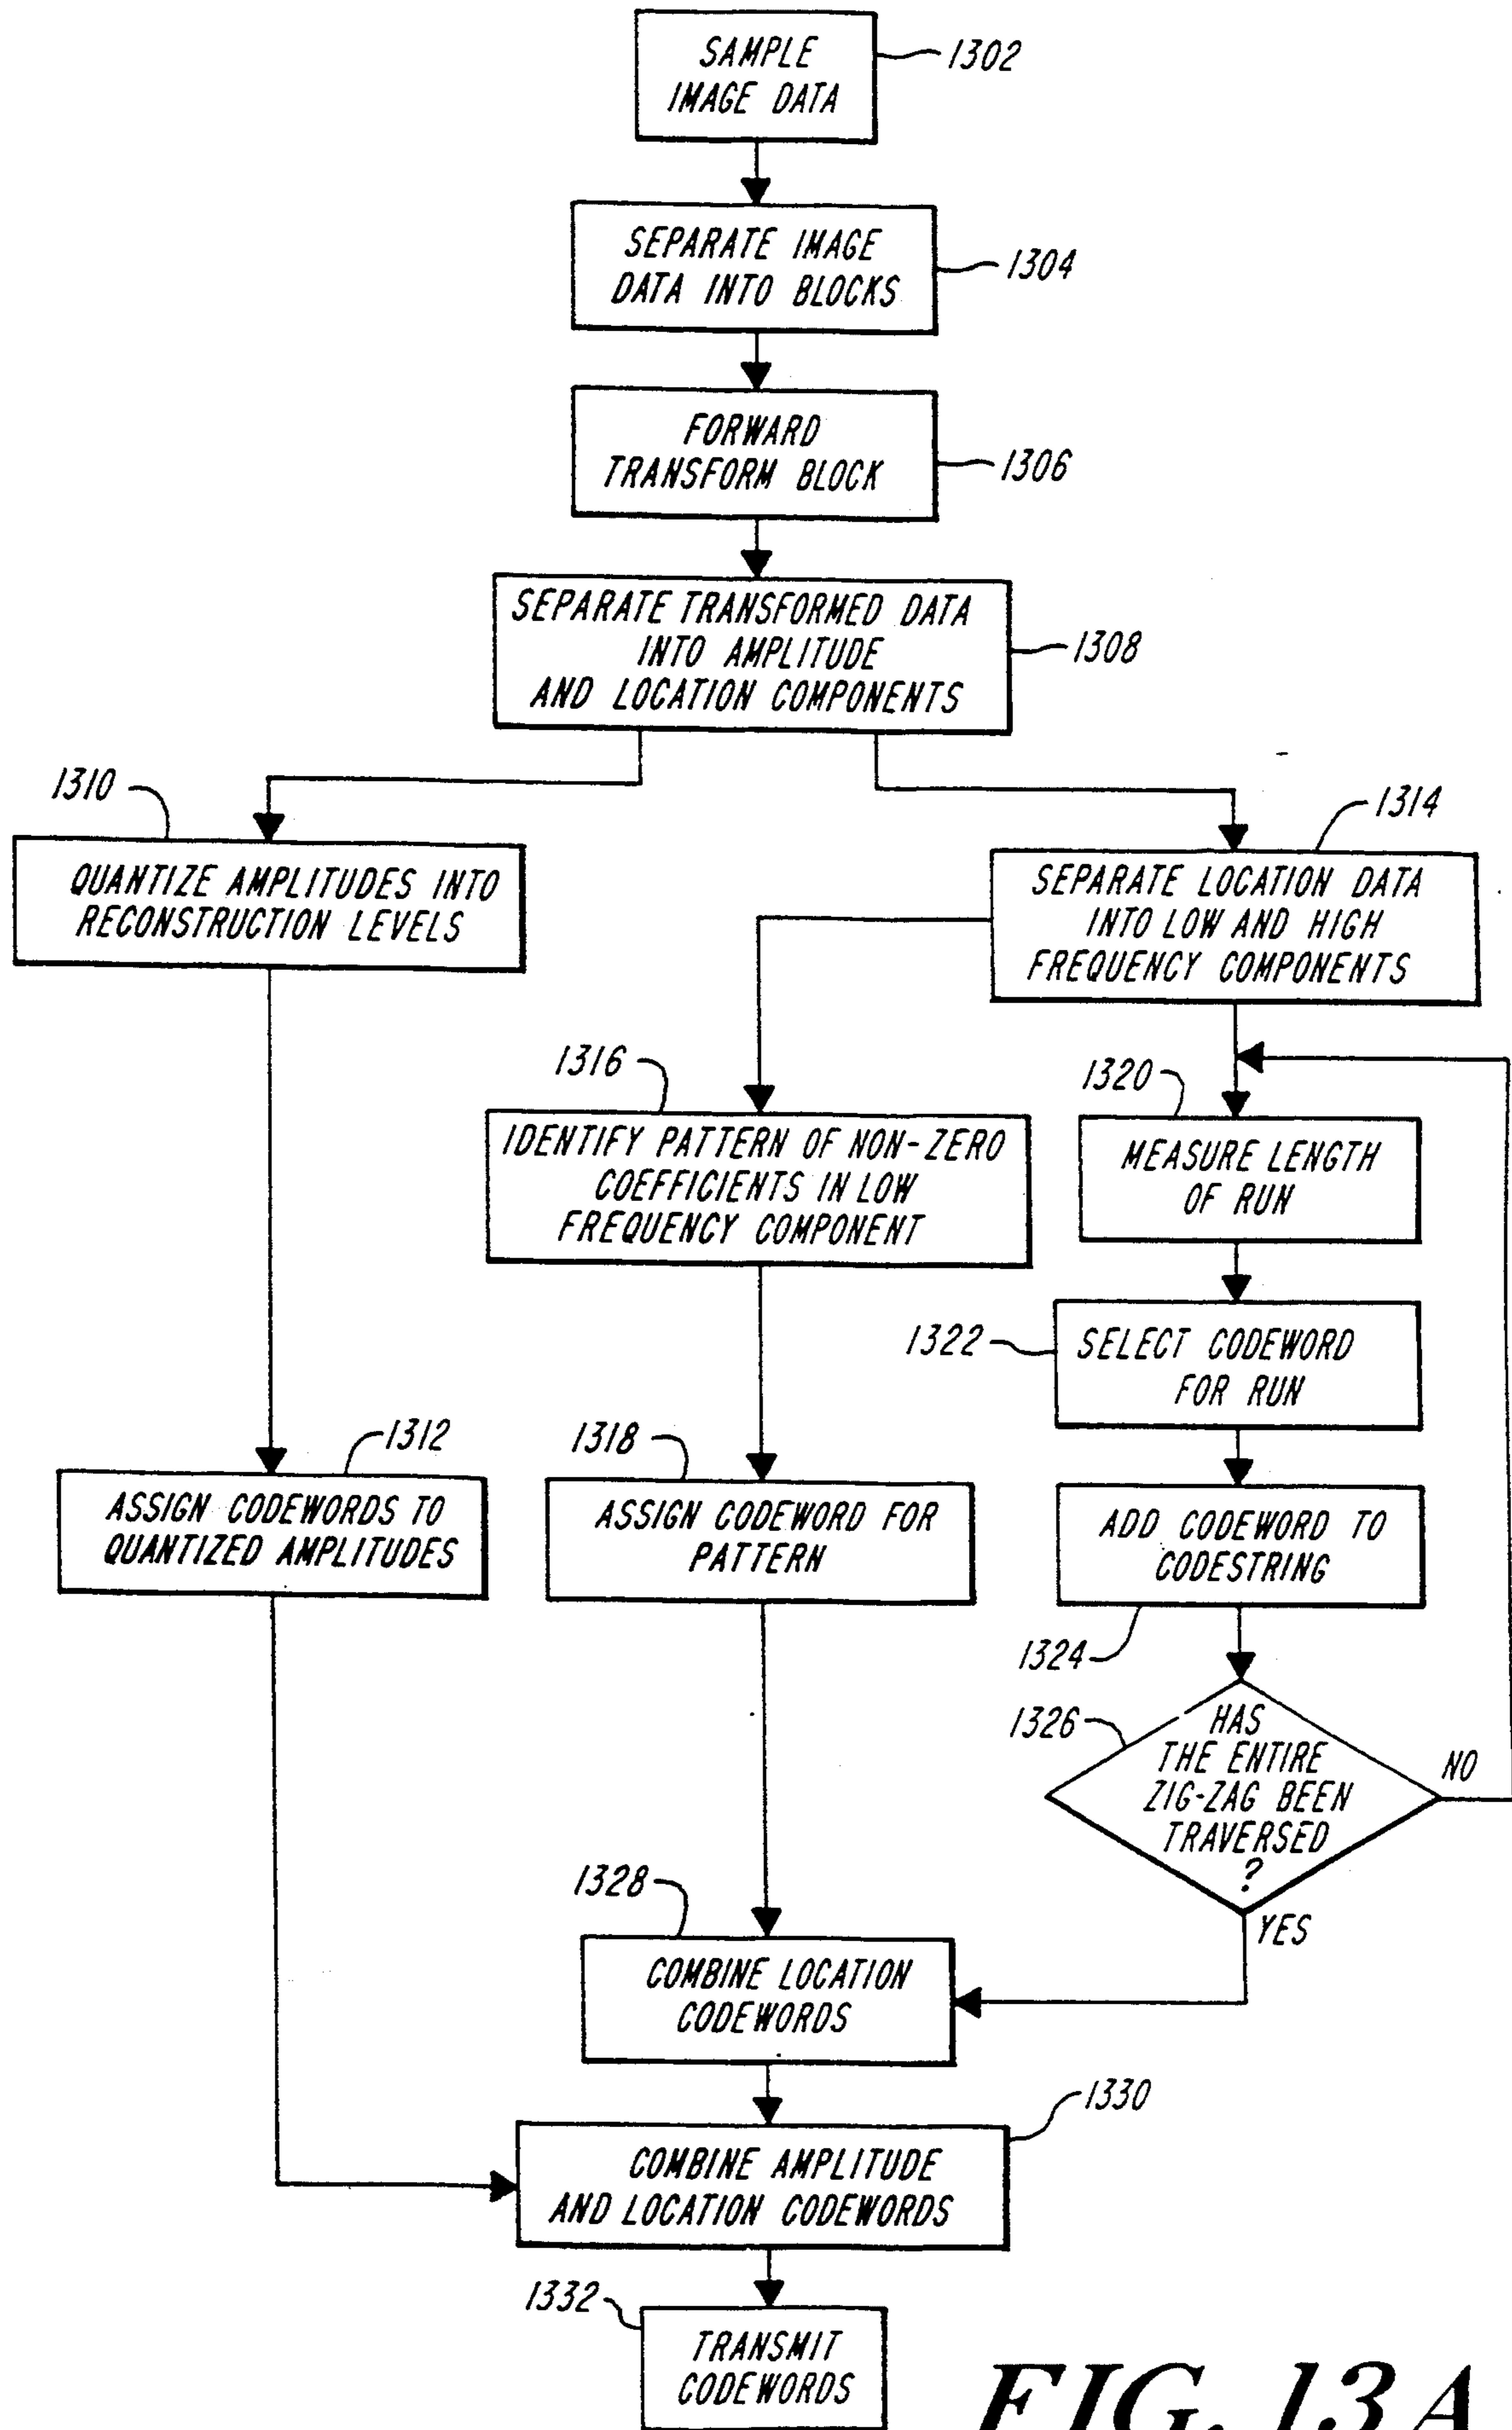 SAMPLE
IMAGE DATA
1302
SEPARATE IMAGE
DATA INTO BLOCKS
1304
FORWARD
TRANSFORM BLOCK
1306
SEPARATE TRANSFORMED DATA
INTO AMPLITUDE
AND LOCATION COMPONENTS
1308
1310
QUANTIZE AMPLITUDES INTO
RECONSTRUCTION LEVELS
1314
SEPARATE LOCATION DATA
INTO LOW AND HIGH
FREQUENCY COMPONENTS
1316
IDENTIFY PATTERN OF NON-ZERO
COEFFICIENTS IN LOW
FREQUENCY COMPONENT
1320
MEASURE LENGTH
OF RUN
1322
SELECT CODEWORD
FOR RUN
1312
ASSIGN CODEWORDS TO
QUANTIZED AMPLITUDES
1318
ASSIGN CODEWORD FOR
PATTERN
ADD CODEWORD TO
CODESTRING
1324
1326
HAS
THE ENTIRE
ZIG-ZAG BEEN
TRAVERSED
?
NO
YES
1328
COMBINE LOCATION
CODEWORDS
1330
COMBINE AMPLITUDE
AND LOCATION CODEWORDS
1332
TRANSMIT
CODEWORDS
FIG. 13A